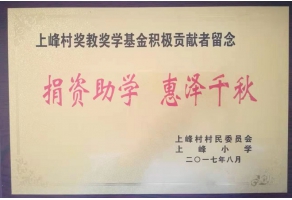 上峰村奖教奖学基金积极贡献者留念
捐资助学 惠泽千秋
上峰村村民委员会
上峰小学
二〇一七年八月